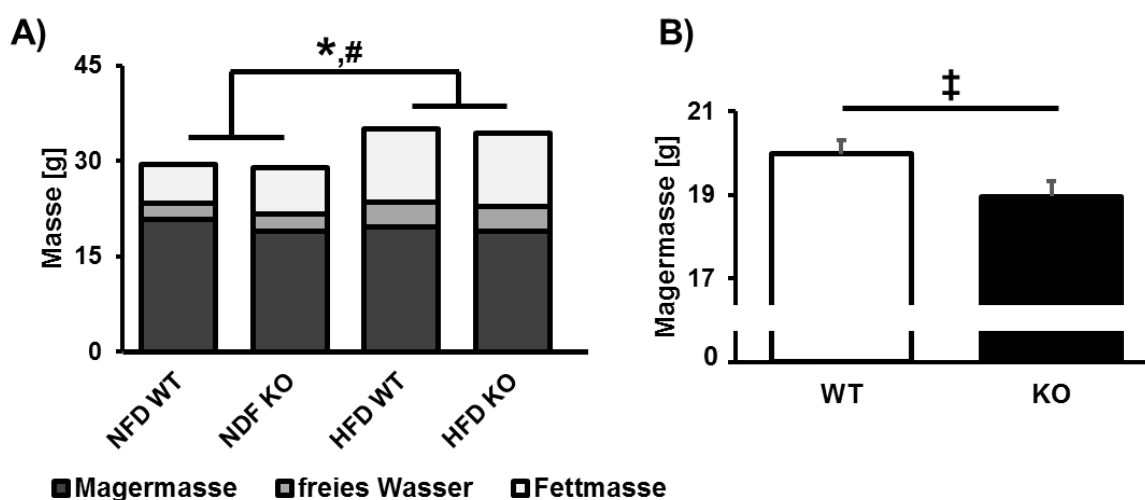 A)
*,#
Masse [g]
45
30
15
0
NFD WT
NDF KO
HFD WT
HFD KO
Magermasse freies Wasser Fettmasse
B)
‡
Magermasse [g]
21
19
17
0
WT KO